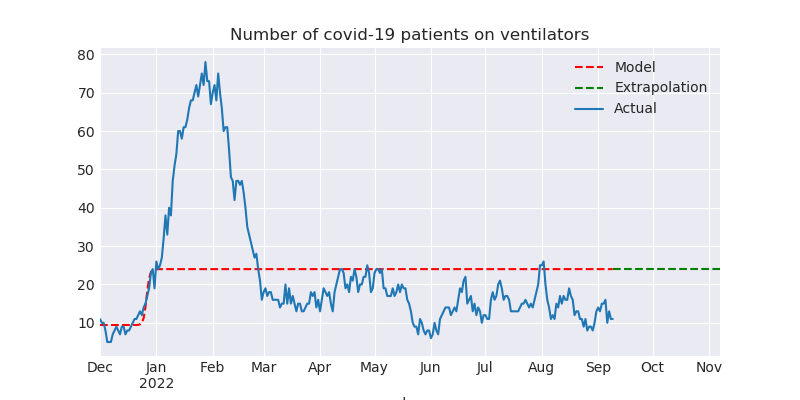 Number of covid-19 patients on ventilators
80
70
60
50
40
30
20
10
Model
Extrapolation
Actual
Dec Jan Feb Mar Apr May Jun Jul Aug Sep Oct Nov
2022